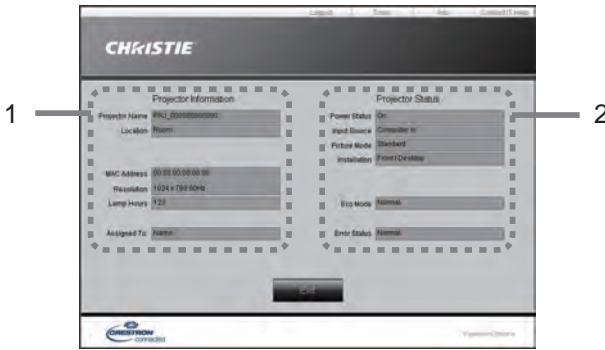 Logout Tools Info Contact IT Help
CHRISTIE
1
2
Projector Information
Projector Name PRJ_000000000000
Location Room
MAC Address 00:00:00:00:00:00
Resolution 1024 x 768 60Hz
Lamp Hours 123
Assigned To Name
Projector Status
Power Status On
Input Source Computer in
Picture Mode Standard
Installation Front / Desktop
Eco Mode Normal
Error Status Normal
Exit
CRESTRON
connected
Expansion Options